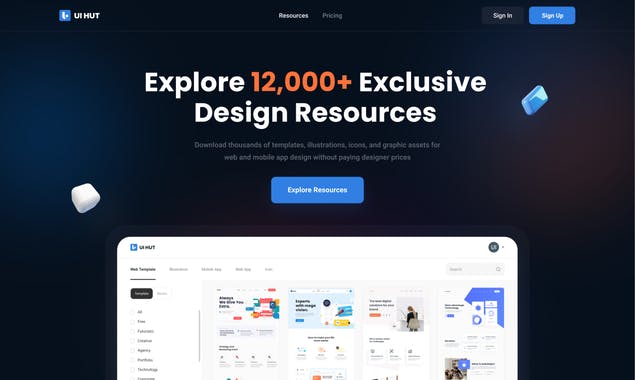 UI HUT
Resources
Pricing
Sign In
Sign Up
Explore 12,000+ Exclusive
Design Resources
Download thousands of templates, illustrations, icons, and graphic assets for
web and mobile app design without paying designer prices
Explore Resources
UI HUT
Web Template
Illustration
Mobile App
Web App
Icon
Search
Template
All
Free
Futuristic
Creative
Agency
Portfolio
Technology
Always
We Give You
Extra.
Experts with
mega
vision.